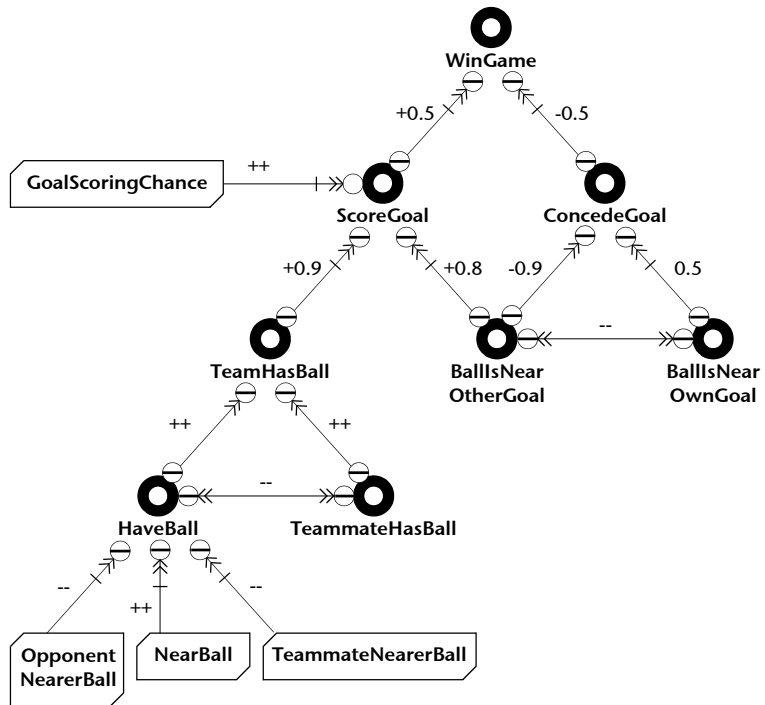 WinGame
+0.5
-0.5
++
GoalScoringChance
ScoreGoal
ConcedeGoal
+0.9
+0.8
-0.9
0.5
--
TeamHasBall
BallIsNear
OtherGoal
BallIsNear
OwnGoal
++
++
--
HaveBall
TeammateHasBall
--
++
--
Opponent
NearerBall
NearBall
TeammateNearerBall